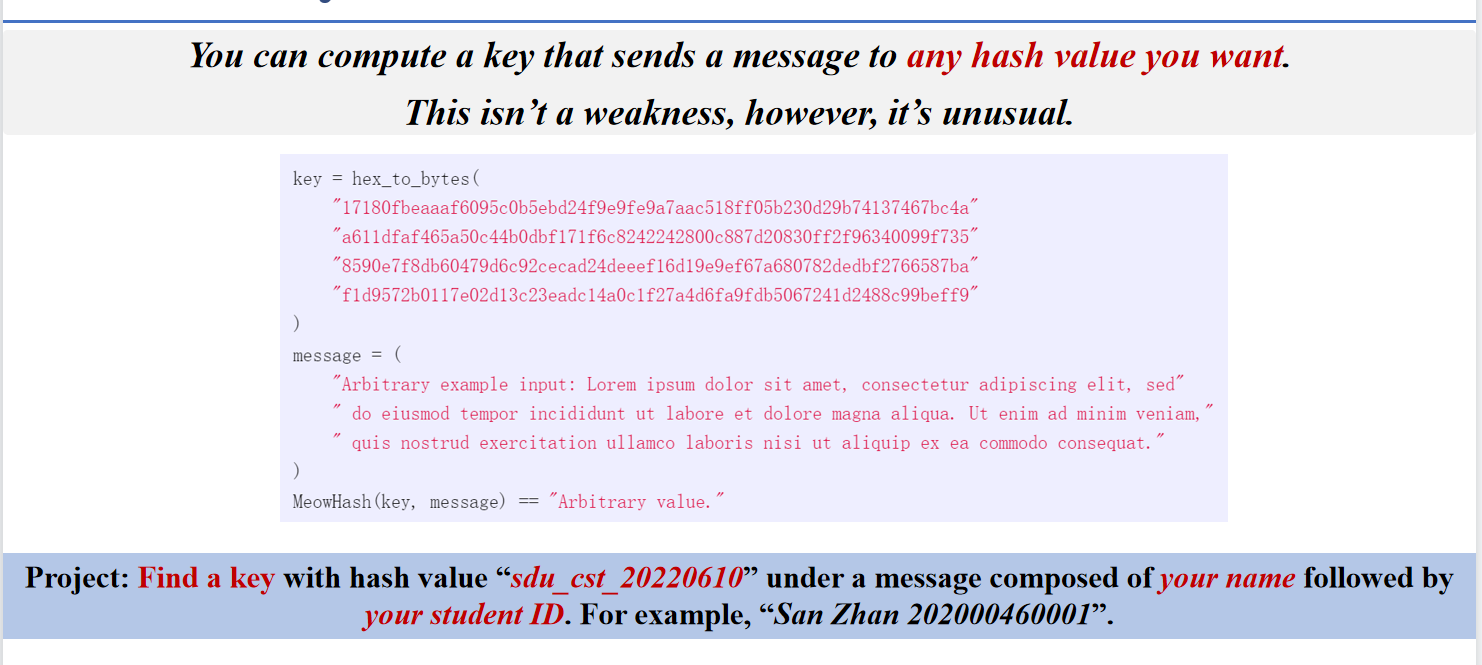 You can compute a key that sends a message to any hash value you want.
This isn’t a weakness, however, it’s unusual.
key = hex_to_bytes(
"17180fbeaaaf6095c0b5ebd24f9e9fe9a7aac518ff05b230d29b74137467bc4a"
"a611dfaf465a50c44b0dbf171f6c8242242800c887d20830ff2f96340099f735"
"8590e7f8db60479d6c92cecad24deeef16d19e9ef67a680782dedbf2766587ba"
"f1d9572b0117e02d13c23eadc14a0c1f27a4d6fa9fdb5067241d2488c99beff9"
)
message = (
"Arbitrary example input: Lorem ipsum dolor sit amet, consectetur adipiscing elit, sed"
" do eiusmod tempor incididunt ut labore et dolore magna aliqua. Ut enim ad minim veniam,"
" quis nostrud exercitation ullamco laboris nisi ut aliquip ex ea commodo consequat."
)
MeowHash(key, message) == "Arbitrary value."
Project: Find a key with hash value “sdu_cst_20220610” under a message composed of your name followed by
your student ID. For example, “San Zhan 202000460001”.